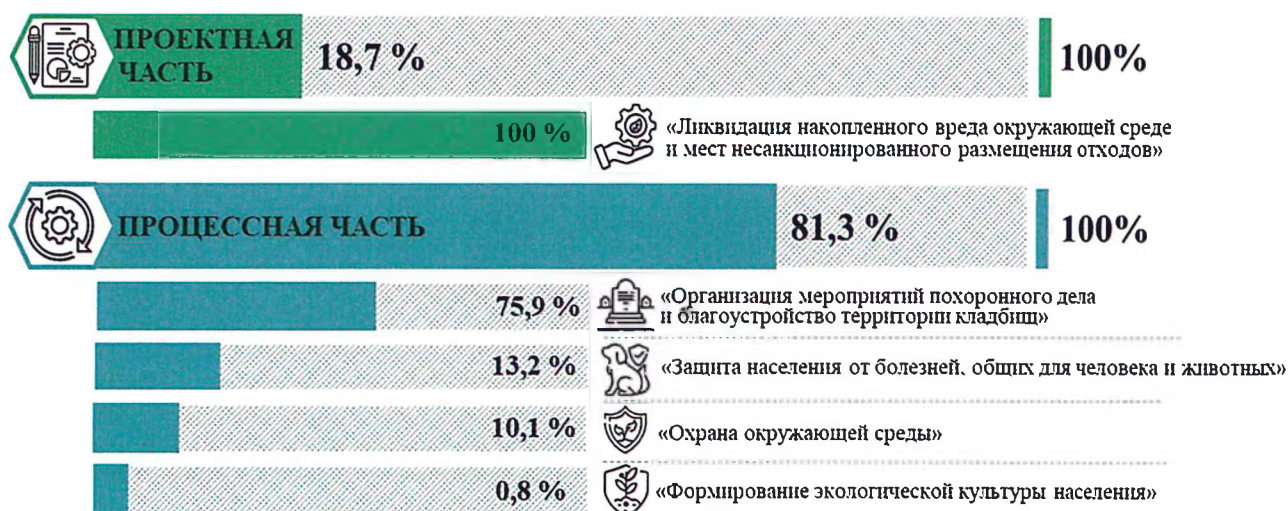 ПРОЕКТНАЯ
ЧАСТЬ
18,7 %
100%
100 %
«Ликвидация накопленного вреда окружающей среде
и мест несанкционированного размещения отходов»
ПРОЦЕССНАЯ ЧАСТЬ
81,3 %
100%
75,9 %
«Организация мероприятий похоронного дела
и благоустройство территории кладбищ»
13,2 %
«Защита населения от болезней, общих для человека и животных»
10,1 %
«Охрана окружающей среды»
0,8 %
«Формирование экологической культуры населения»